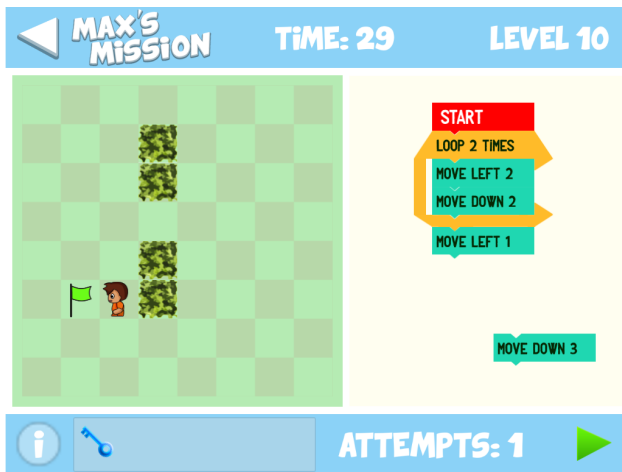 MAX'S
MISSION
TIME: 29
LEVEL 10
START
LOOP 2 TIMES
MOVE LEFT 2
MOVE DOWN 2
MOVE LEFT 1
MOVE DOWN 3
i
ATTEMPTS: 1